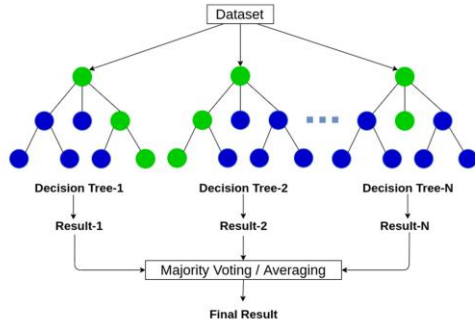 Dataset
Decision Tree-1
Decision Tree-2
Decision Tree-N
Result-1
Result-2
Result-N
Majority Voting / Averaging
Final Result